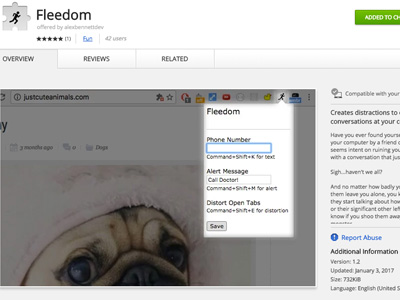 Fleedom
offered by alextannettdev
(1)
Fun
42 users
ADDED TO CH
OVERVIEW
REVIEWS
RELATED
justcuteanimals.com
3 months ago
Dogs
Fleedom
Phone Number
Command+Shift+K for text
Alert Message
Call Doctor!
Command+Shift+M for alert
Distort Open Tabs
Command+Shift+E for distortion
Save
Compatible with your
Creates distractions to
conversations at your c
Have you ever found yourse
your computer by a friend o
seems intent on ruining you
with a conversation that jus
Sigh...haven't we all?
And no matter how badly yo
them leave you alone, you k
they start talking about how
or their significant other left
know if you shoo them away
monster.
Report Abuse
Additional Information
Version: 1.2
Updated: January 3, 2017
Size: 732KiB
Language: English (United S